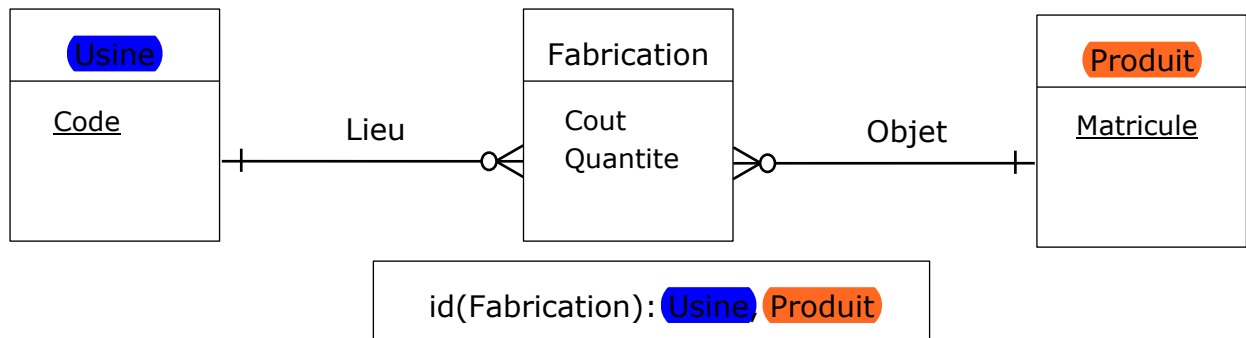 Usine
Code
Lieu
Fabrication
Cout
Quantite
Objet
Produit
Matricule
id(Fabrication): Usine, Produit